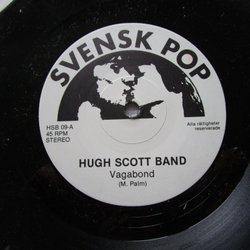 SVENSK POP
HSB 09-A
45 RPM
STEREO
Alla rättigheter
reserverade
HUGH SCOTT BAND
Vagabond
(M. Palm)